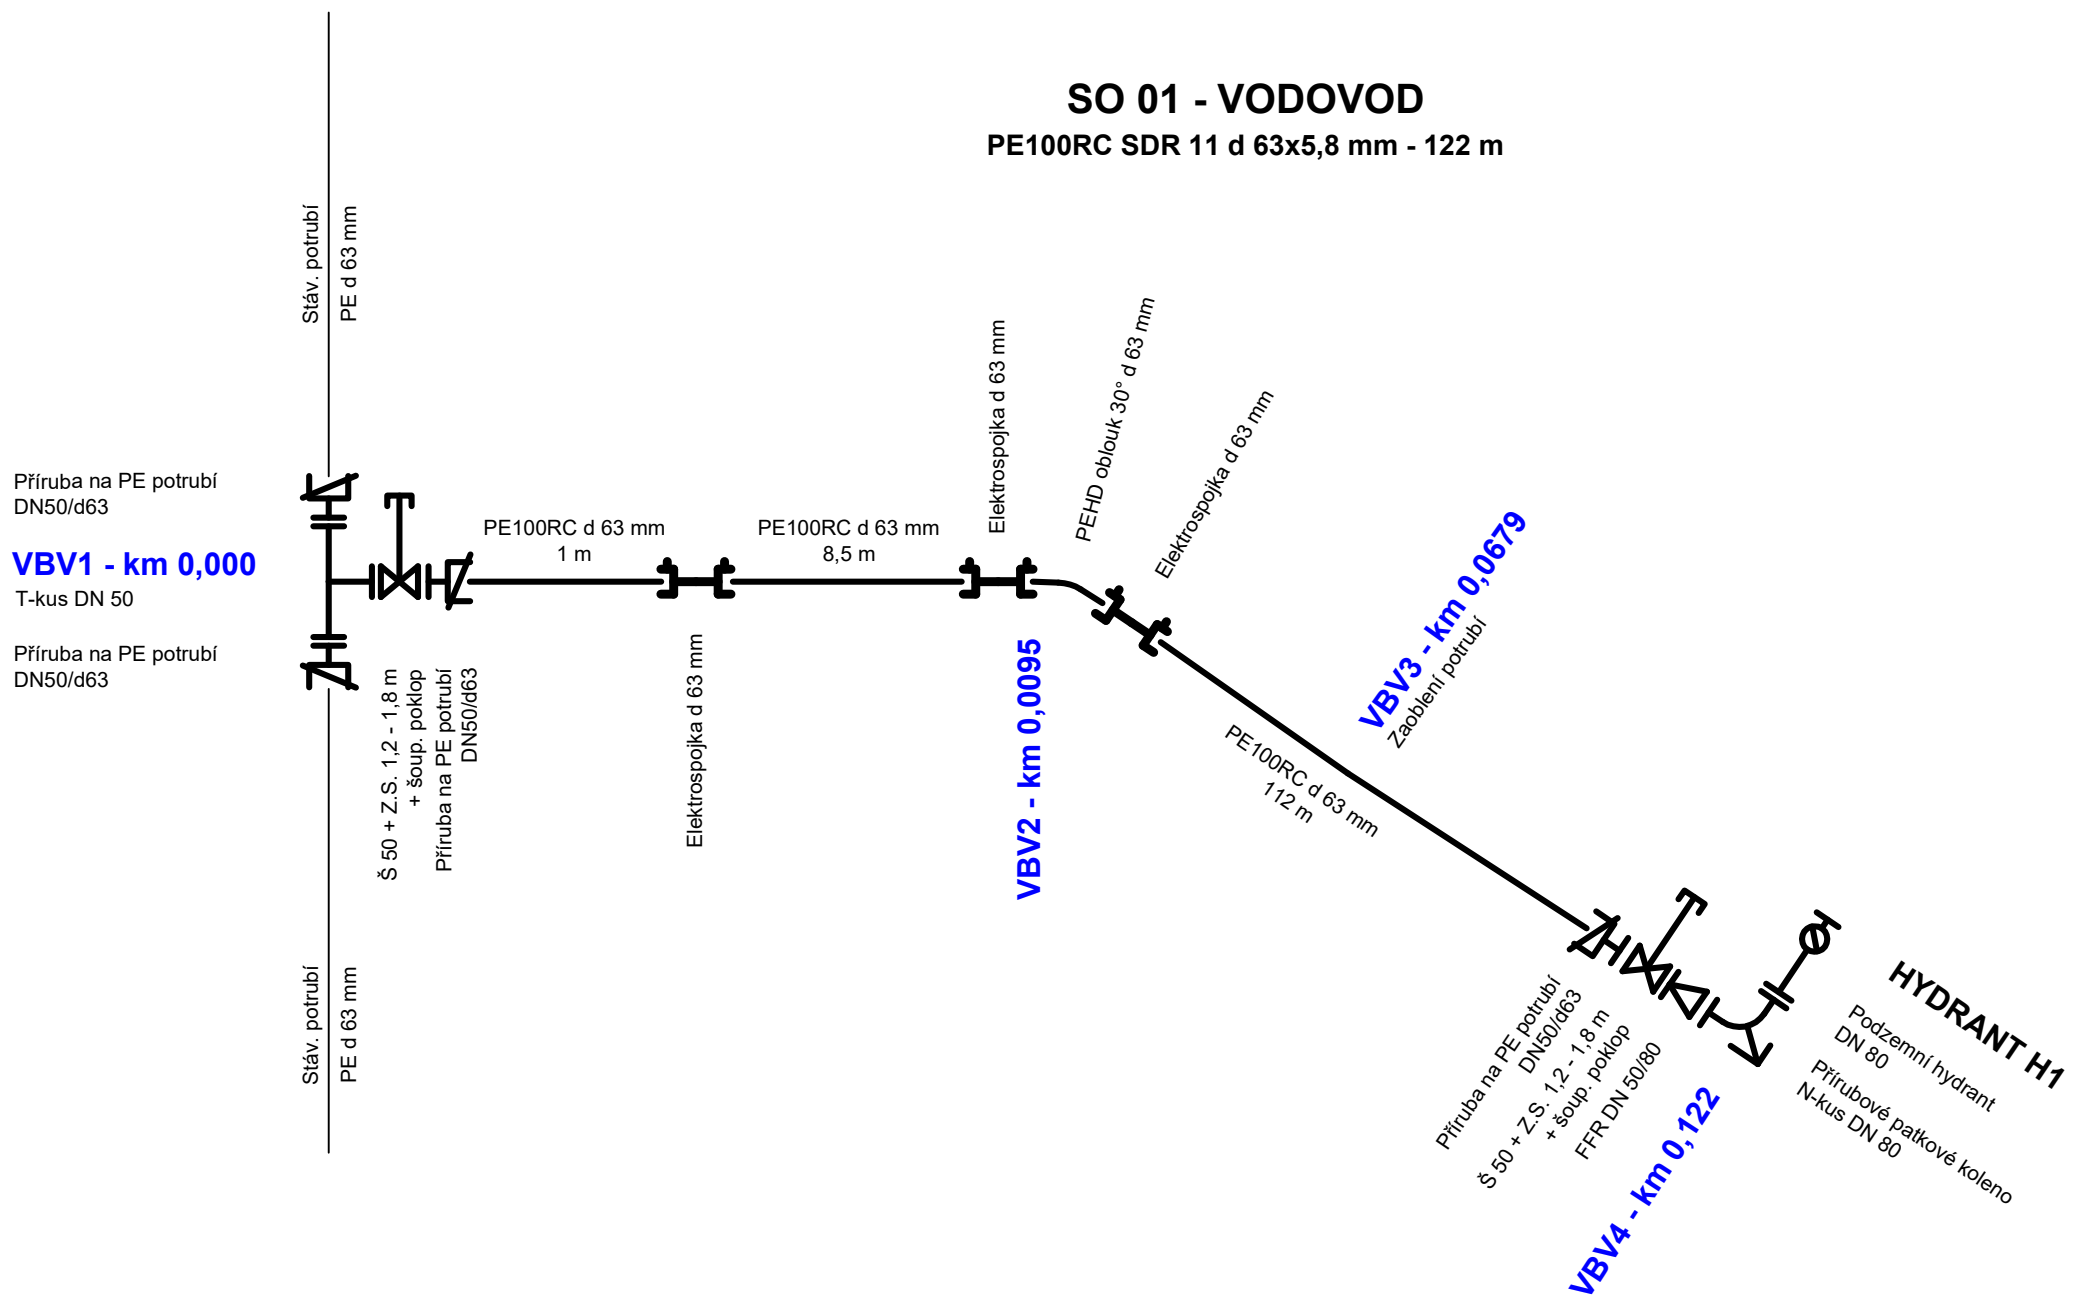 SO 01 - VODOVOD
PE100RC SDR 11 d 63x5,8 mm - 122 m
Stáv. potrubí
PE d 63 mm
Příruba na PE potrubí
DN50/d63
VBV1 - km 0,000
T-kus DN 50
Příruba na PE potrubí
DN50/d63
Stáv. potrubí
PE d 63 mm
Š 50 + Z.S. 1,2 - 1,8 m
+ šoup. poklop
Příruba na PE potrubí
DN50/d63
PE100RC d 63 mm
1 m
Elektrospojka d 63 mm
PE100RC d 63 mm
8,5 m
Elektrospojka d 63 mm
VBV2 - km 0,0095
PEHD oblouk 30° d 63 mm
Elektrospojka d 63 mm
VBV3 - km 0,0679
Zaoblení potrubí
PE100RC d 63 mm
112 m
Příruba na PE potrubí
DN50/d63
Š 50 + Z.S. 1,2 - 1,8 m
+ šoup. poklop
FFR DN 50/80
VBV4 - km 0,122
HYDRANT H1
Podzemní hydrant
DN 80
Přírubové patkové koleno
N-kus DN 80